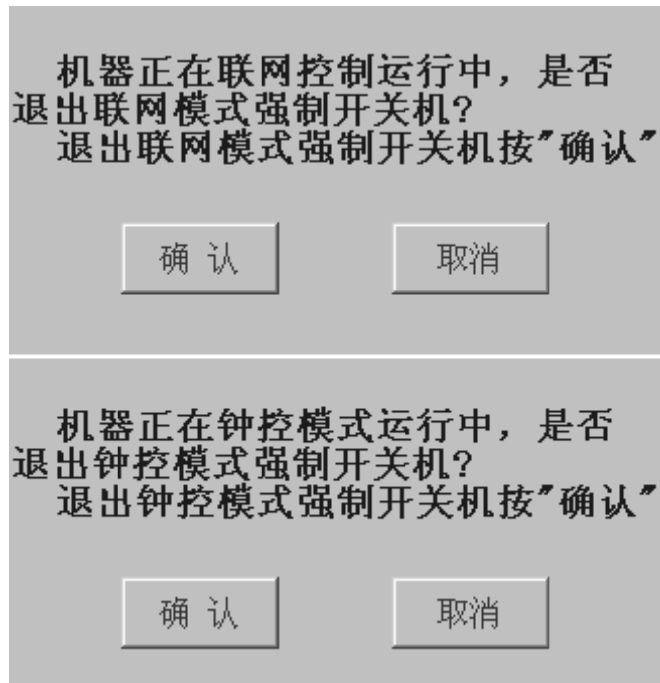 机器正在联网控制运行中，是否
退出联网模式强制开关机?
退出联网模式强制开关机按"确认"
确 认 取消
机器正在钟控模式运行中，是否
退出钟控模式强制开关机?
退出钟控模式强制开关机按"确认"
确 认 取消